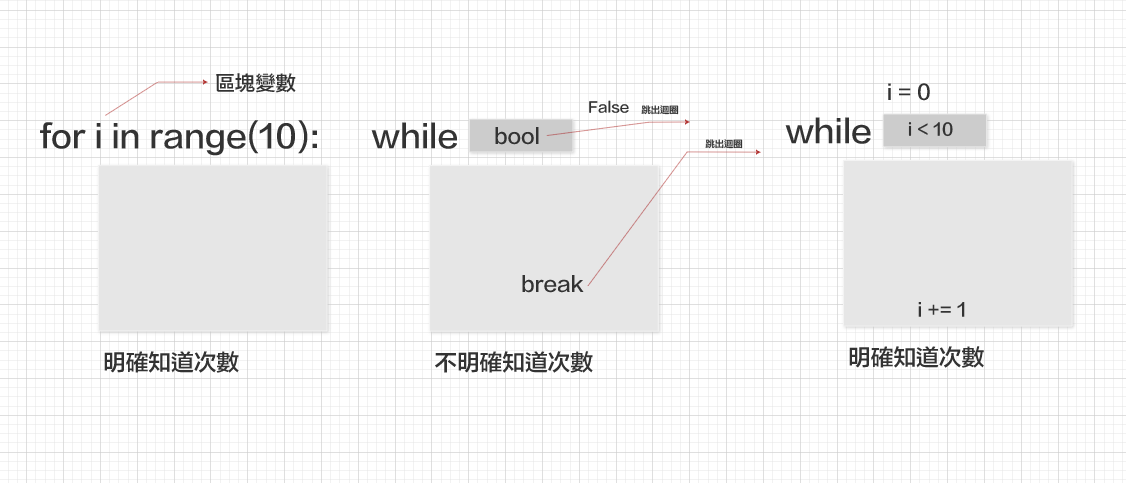 區塊變數
for i in range(10):
明確知道次數
False 跳出迴圈
while bool
跳出迴圈
break
不明確知道次數
i = 0
while i < 10
i += 1
明確知道次數